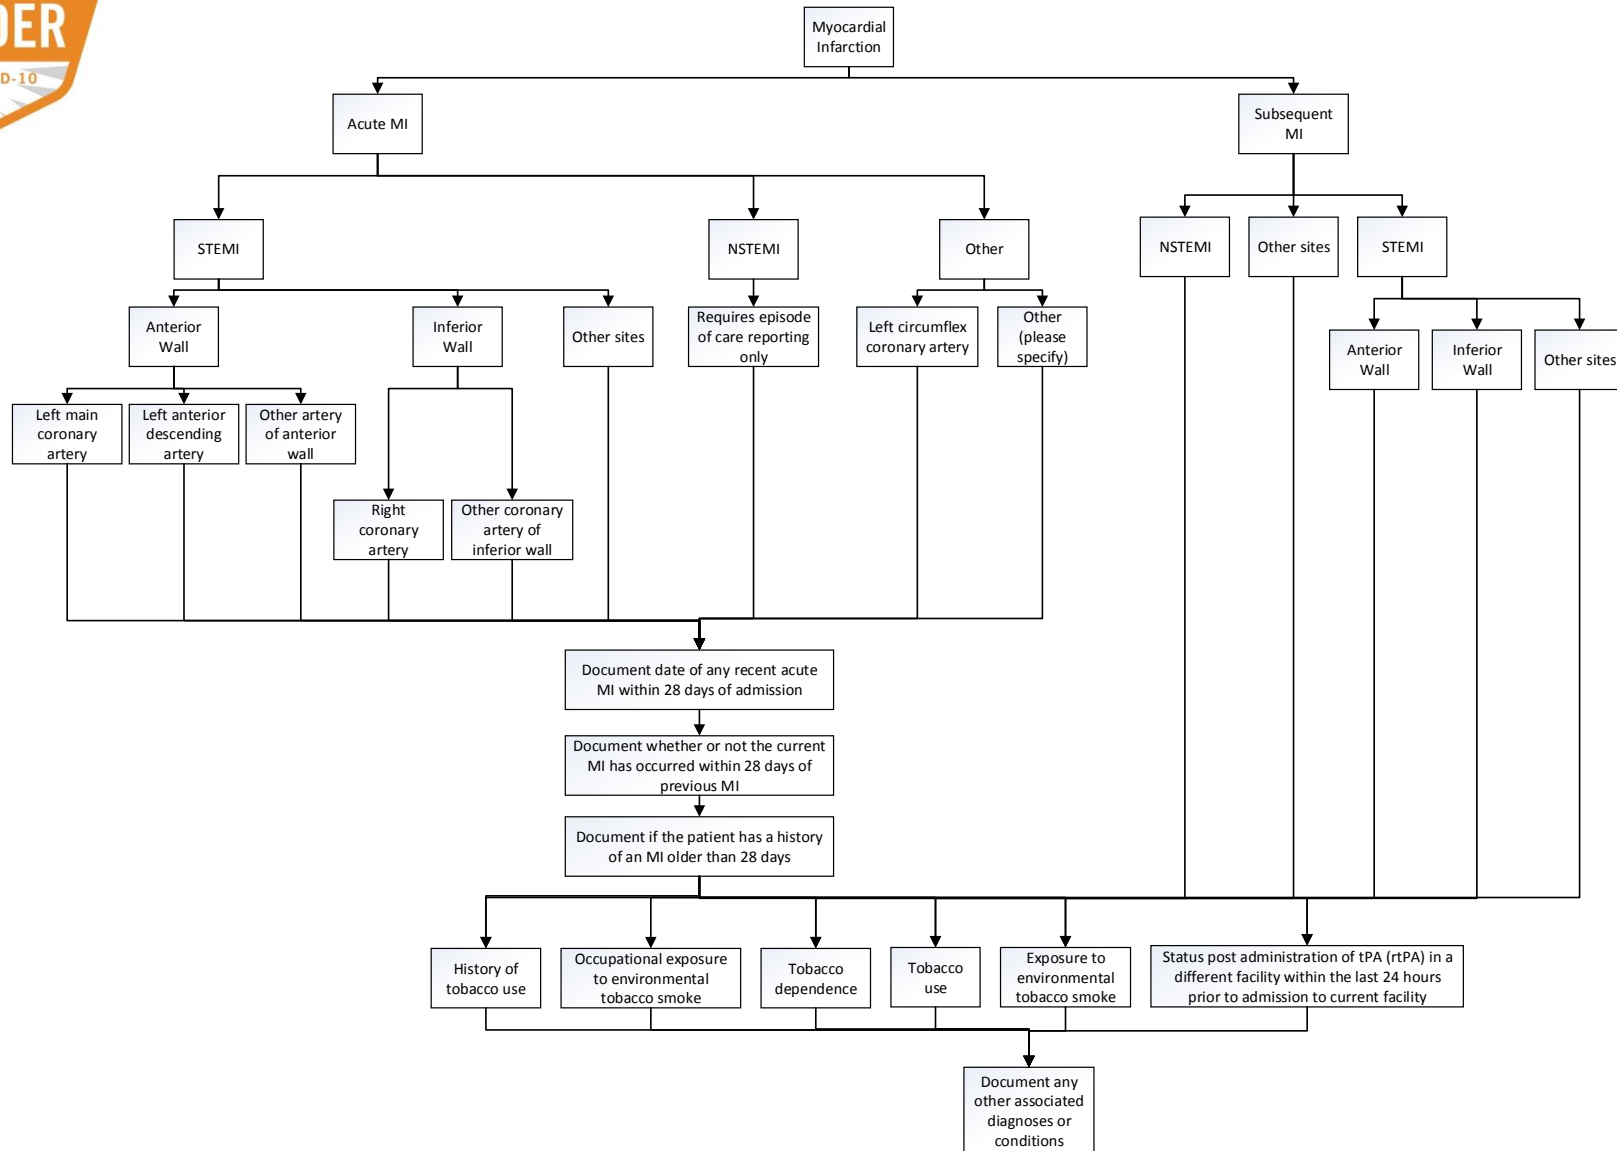 DER
D-10
Myocardial
Infarction
Acute MI
Subsequent
MI
STEMI
NSTEMI
Other
NSTEMI
Other sites
STEMI
Anterior
Wall
Inferior
Wall
Other sites
Requires episode
of care reporting
only
Left circumflex
coronary artery
Other
(please
specify)
Anterior
Wall
Inferior
Wall
Other sites
Left main
coronary
artery
Left anterior
descending
artery
Other artery
of anterior
wall
Right
coronary
artery
Other coronary
artery of
inferior wall
Document date of any recent acute
MI within 28 days of admission
Document whether or not the current
MI has occurred within 28 days of
previous MI
Document if the patient has a history
of an MI older than 28 days
History of
tobacco use
Occupational exposure
to environmental
tobacco smoke
Tobacco
dependence
Tobacco
use
Exposure to
environmental
tobacco smoke
Status post administration of tPA (rtPA) in a
different facility within the last 24 hours
prior to admission to current facility
Document any
other associated
diagnoses or
conditions